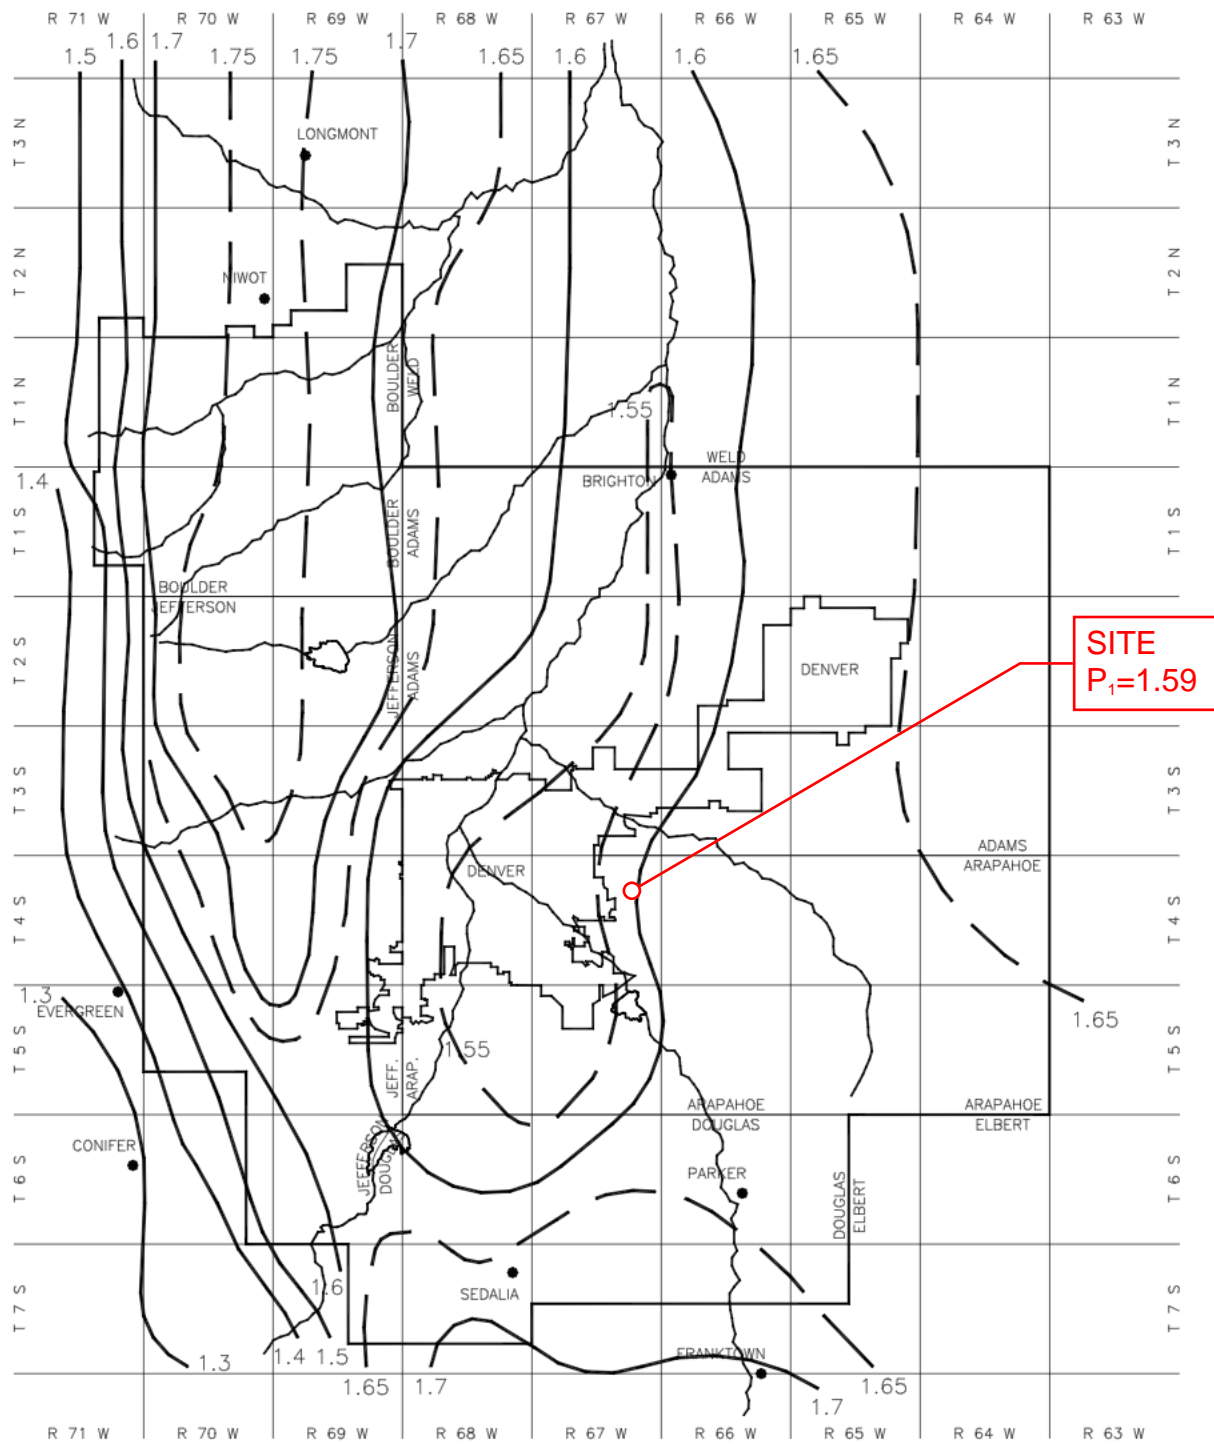 R 71 W R 70 W R 69 W R 68 W R 67 W R 66 W R 65 W R 64 W R 63 W
1.5 1.6 1.7 1.75 1.75 1.7 1.65 1.6 1.6 1.65
T 3 N
LONGMONT
T 3 N
T 2 N
NIWOT
T 2 N
T 1 N
BOULDER
WELD
1.55
T 1 N
1.4
BRIGHTON
WELD
ADAMS
T 1 S
BOULDER
ADAMS
T 1 S
BOULDER
JEFFERSON
T 2 S
JEFFERSON
ADAMS
DENVER
T 2 S
SITE
P₁=1.59
T 3 S
T 3 S
ADAMS
ARAPAHOE
DENVER
T 4 S
T 4 S
1.3
EVERGREEN
1.65
T 5 S
1.55
JEFF.
ARAP.
T 5 S
ARAPAHOE
DOUGLAS
ARAPAHOE
ELBERT
CONIFER
JEFFERSON
DOUGLAS
PARKER
T 6 S
DOUGLAS
ELBERT
T 6 S
1.6
SEDALIA
T 7 S
T 7 S
1.3 1.4 1.5
FRANKTOWN
1.65 1.7
1.65
1.7
R 71 W R 70 W R 69 W R 68 W R 67 W R 66 W R 65 W R 64 W R 63 W